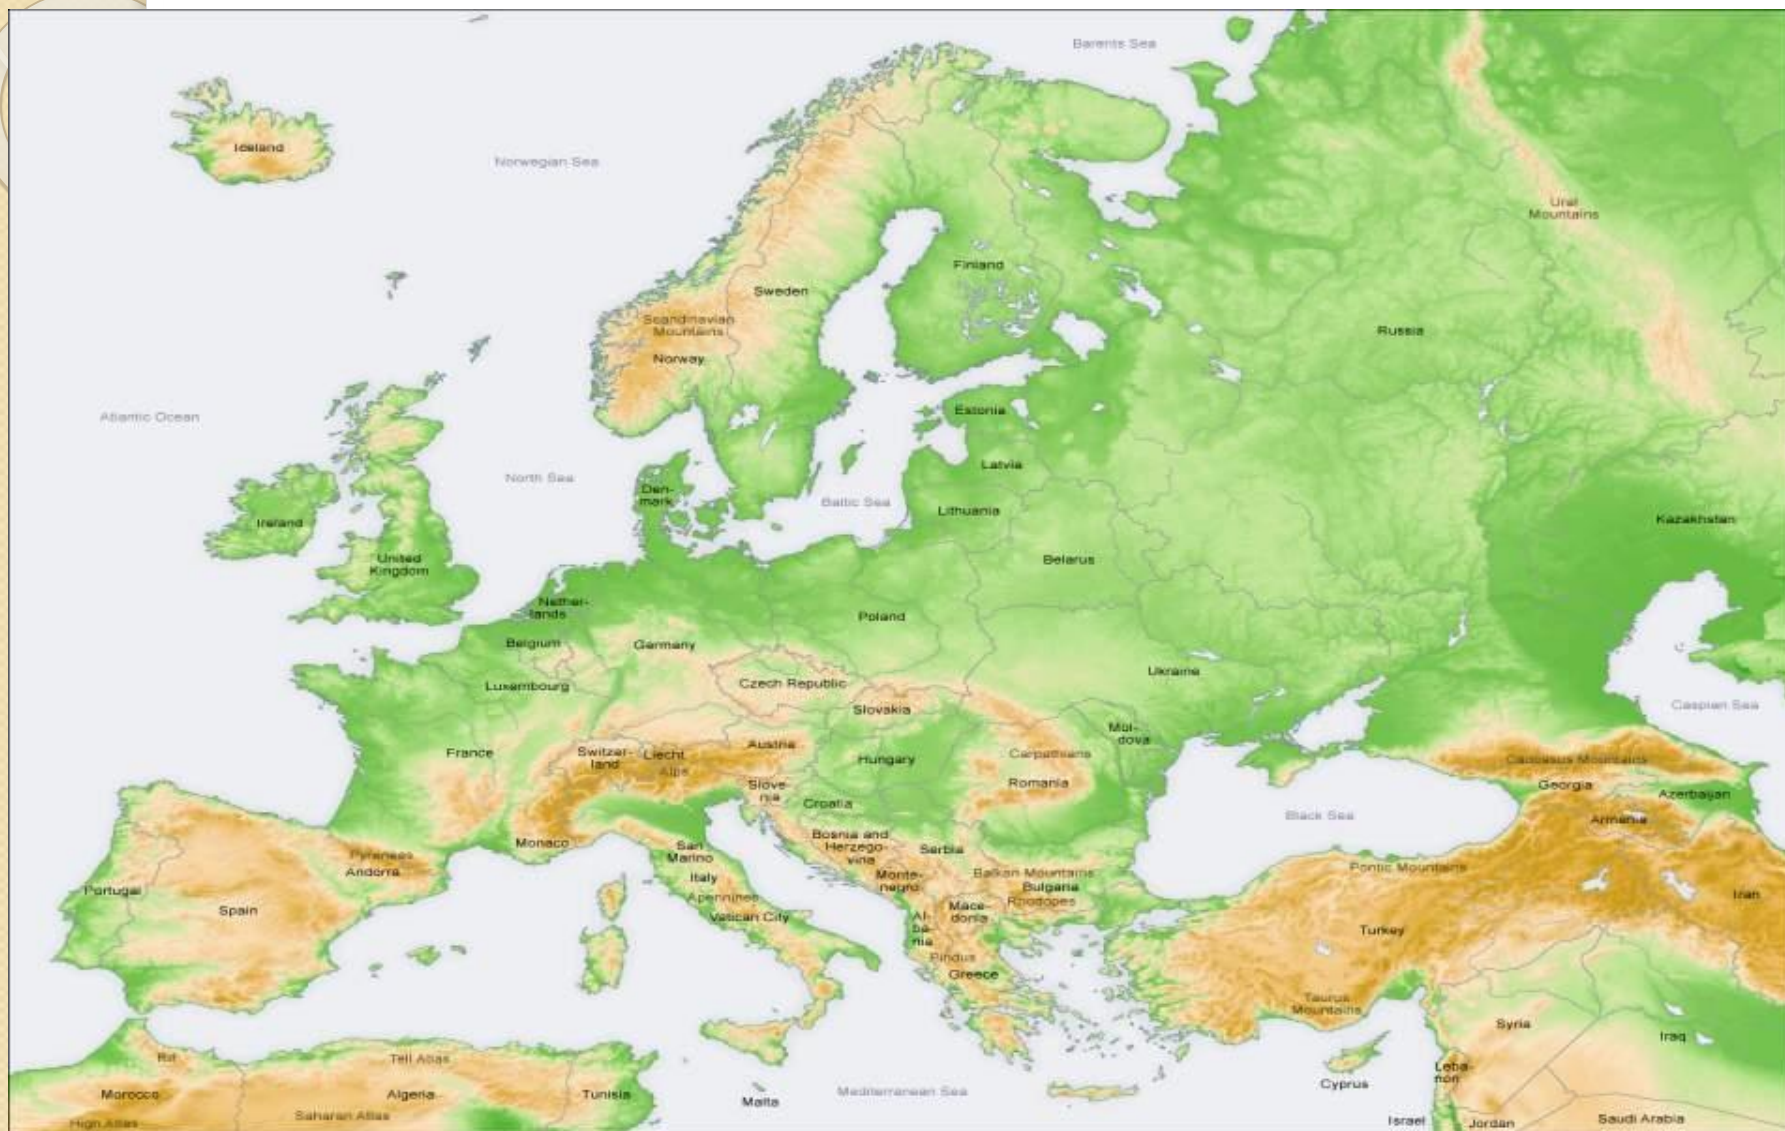 Barents Sea
Iceland
Norwegian Sea
Ural
Mountains
Finland
Sweden
Scandinavian
Mountains
Russia
Norway
Atlantic Ocean
Estonia
Latvia
North Sea
Den-
mark
Baltic Sea
Lithuania
Ireland
Kazakhstan
United
Kingdom
Belarus
Nether-
lands
Poland
Belgium
Germany
Ukraine
Czech Republic
Luxembourg
Slovakia
Caspian Sea
Mol-
dova
France
Switzer-
land
Liecht.
Austria
Alps
Hungary
Carpathians
Caucasus Mountains
Romania
Slove-
nia
Georgia
Azerbaijan
Croatia
Black Sea
Armenia
Bosnia and
Herzego-
vina
Monaco
San
Marino
Serbia
Pyrenees
Andorra
Italy
Monte-
negro
Balkan Mountains
Bulgaria
Pontic Mountains
Portugal
Apennines
Rhodopes
Iran
Spain
Vatican City
Mace-
donia
Al-
ba-
nia
Turkey
Pindus
Greece
Taurus
Mountains
Syria
Iraq
Rif
Tell Atlas
Morocco
Algeria
Tunisia
Malta
Mediterranean Sea
Cyprus
Leba-
non
High Atlas
Saharan Atlas
Israel
Jordan
Saudi Arabia